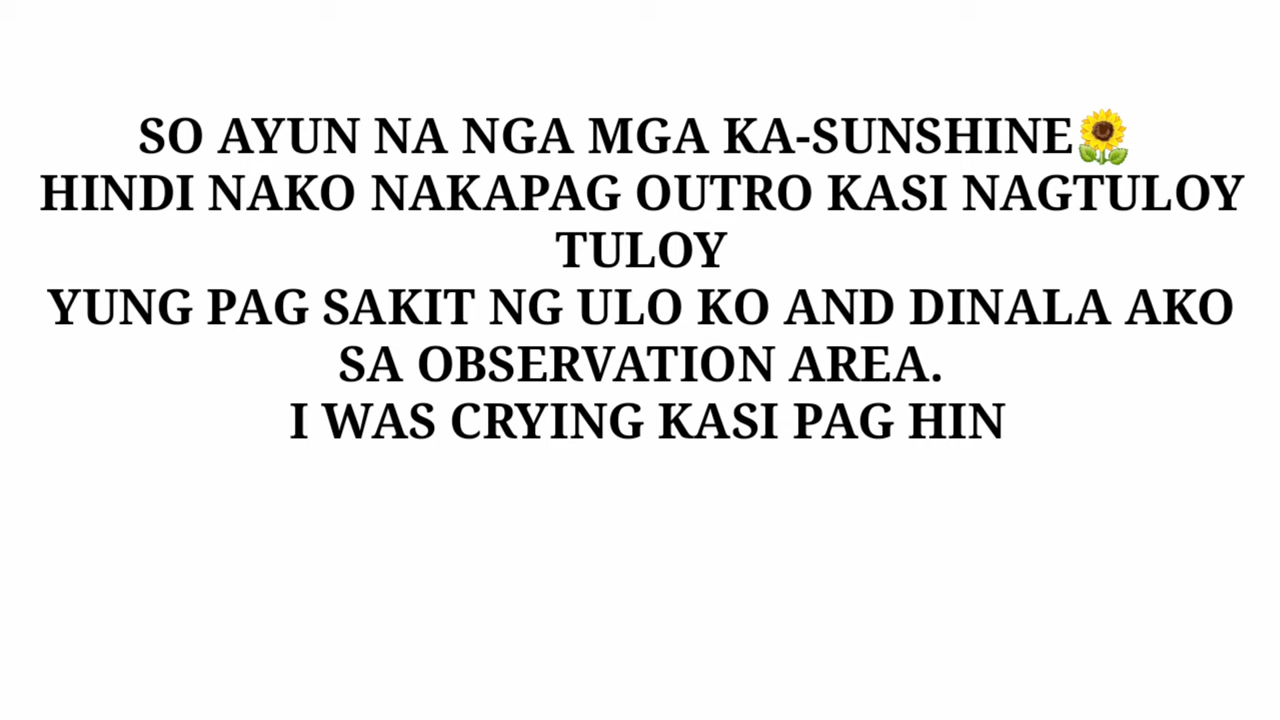 SO AYUN NA NGA MGA KA-SUNSHINE🌻
HINDI NAKO NAKAPAG OUTRO KASI NAGTULOY
TULOY
YUNG PAG SAKIT NG ULO KO AND DINALA AKO
SA OBSERVATION AREA.
I WAS CRYING KASI PAG HIN